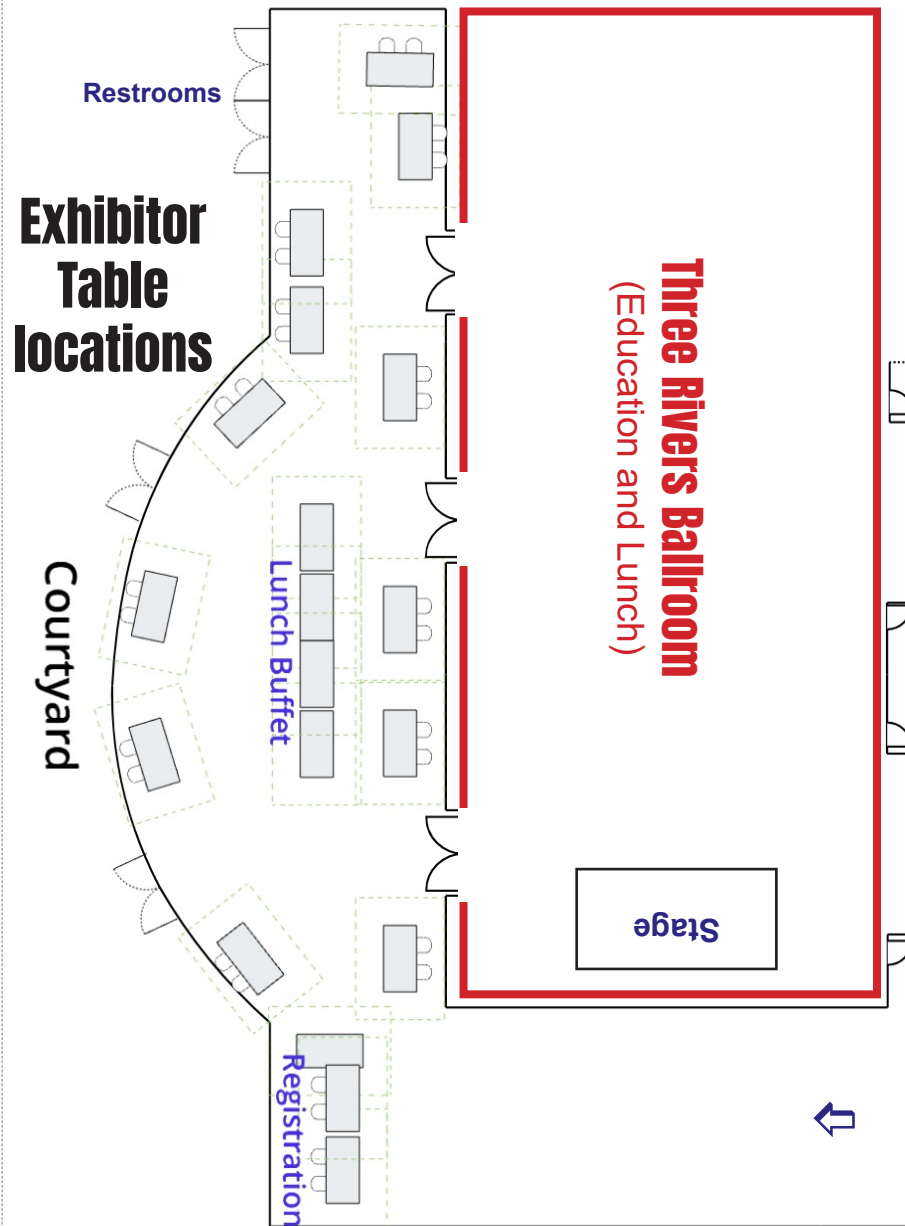 Restrooms
Exhibitor
Table
locations
Three Rivers Ballroom
(Education and Lunch)
Courtyard
Lunch Buffet
Stage
Registration